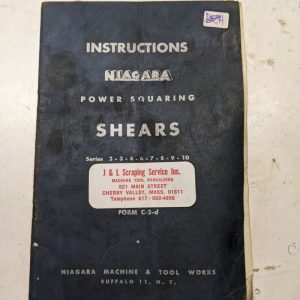 INSTRUCTIONS
NIAGARA
POWER SQUARING
SHEARS
Series 2-3-4-6-7-8-9-10
J & L Scraping Service Inc.
MACHINE TOOL REBUILDING
521 MAIN STREET
CHERRY VALLEY, MASS. 01611
Telephone 617-892-4856
FORM C-2-d
NIAGARA MACHINE & TOOL WORKS
BUFFALO 11, N. Y.